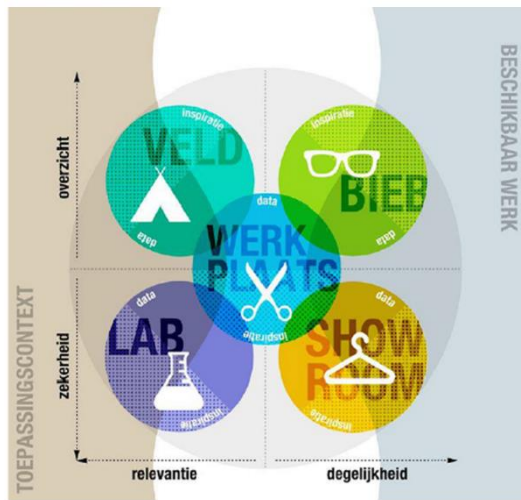 BESCHIKBAAR WERK
TOEPASSINGSCONTEXT
overzicht
zekerheid
inspiratie
VELD
data
inspiratie
BIEB
data
data
WERK
PLAATS
inspiratie
data
LAB
inspiratie
data
SHOW
ROOM
inspiratie
relevantie
degelijkheid